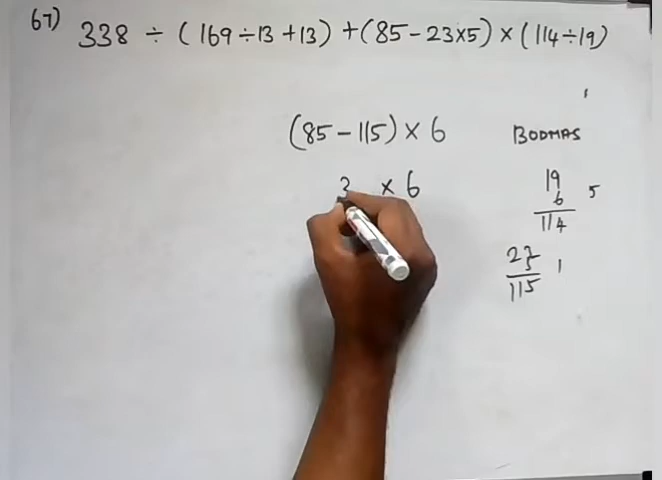 67) 338 ÷ (169÷13+13) + (85-23×5) × (114÷19)
(85-115) × 6
BODMAS
3 × 6
19
6 5
114
23
5 1
115